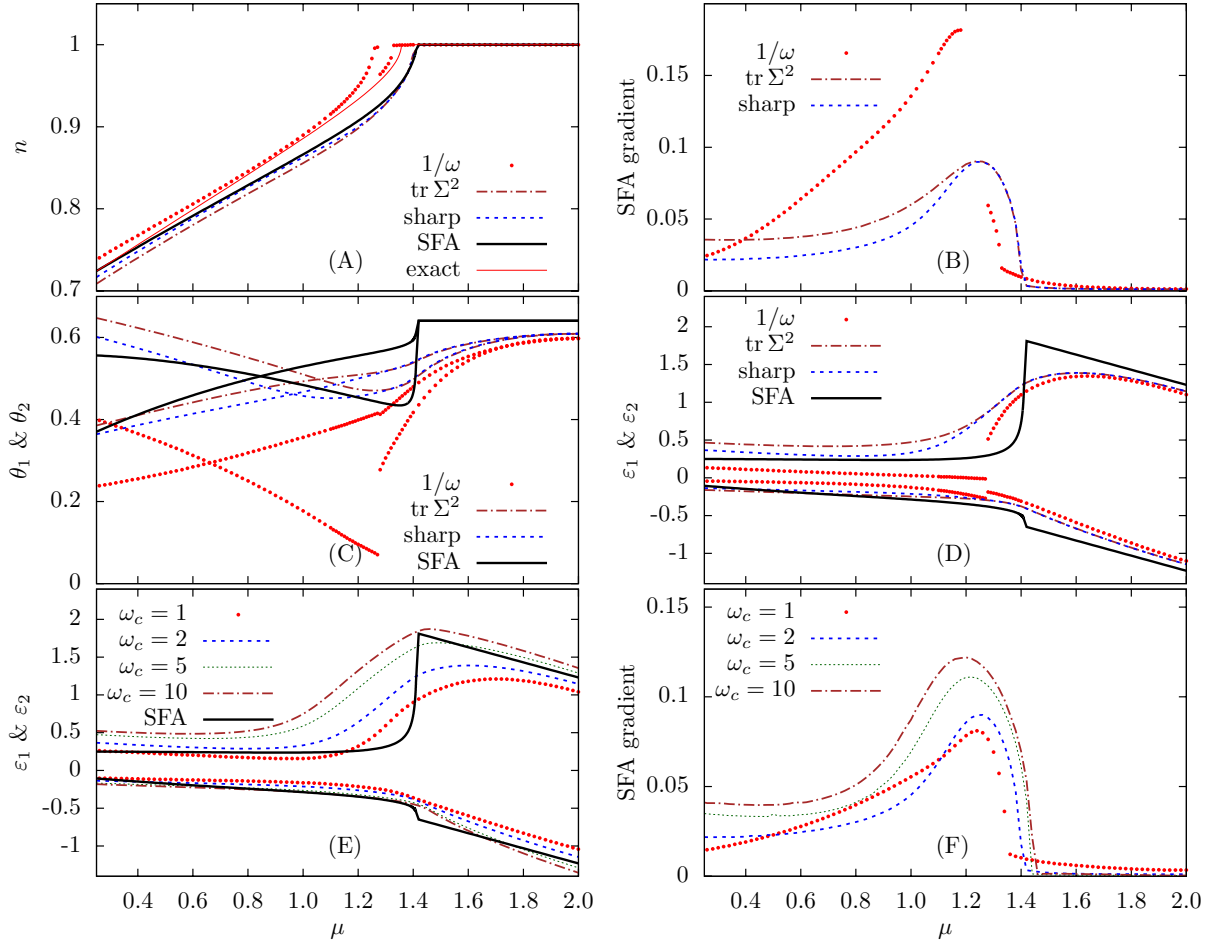 1
0.9
0.8
0.7
n
1/ω
tr Σ²
sharp
SFA
exact
(A)
0.15
0.1
0.05
0
SFA gradient
1/ω
tr Σ²
sharp
(B)
0.6
0.4
0.2
0
θ₁ & θ₂
1/ω
tr Σ²
sharp
SFA
(C)
2
1.5
1
0.5
0
-0.5
-1
ε₁ & ε₂
1/ω
tr Σ²
sharp
SFA
(D)
2
1.5
1
0.5
0
-0.5
-1
ε₁ & ε₂
ω_c = 1
ω_c = 2
ω_c = 5
ω_c = 10
SFA
(E)
0.4 0.6 0.8 1.0 1.2 1.4 1.6 1.8 2.0
μ
0.15
0.1
0.05
0
SFA gradient
ω_c = 1
ω_c = 2
ω_c = 5
ω_c = 10
(F)
0.4 0.6 0.8 1.0 1.2 1.4 1.6 1.8 2.0
μ